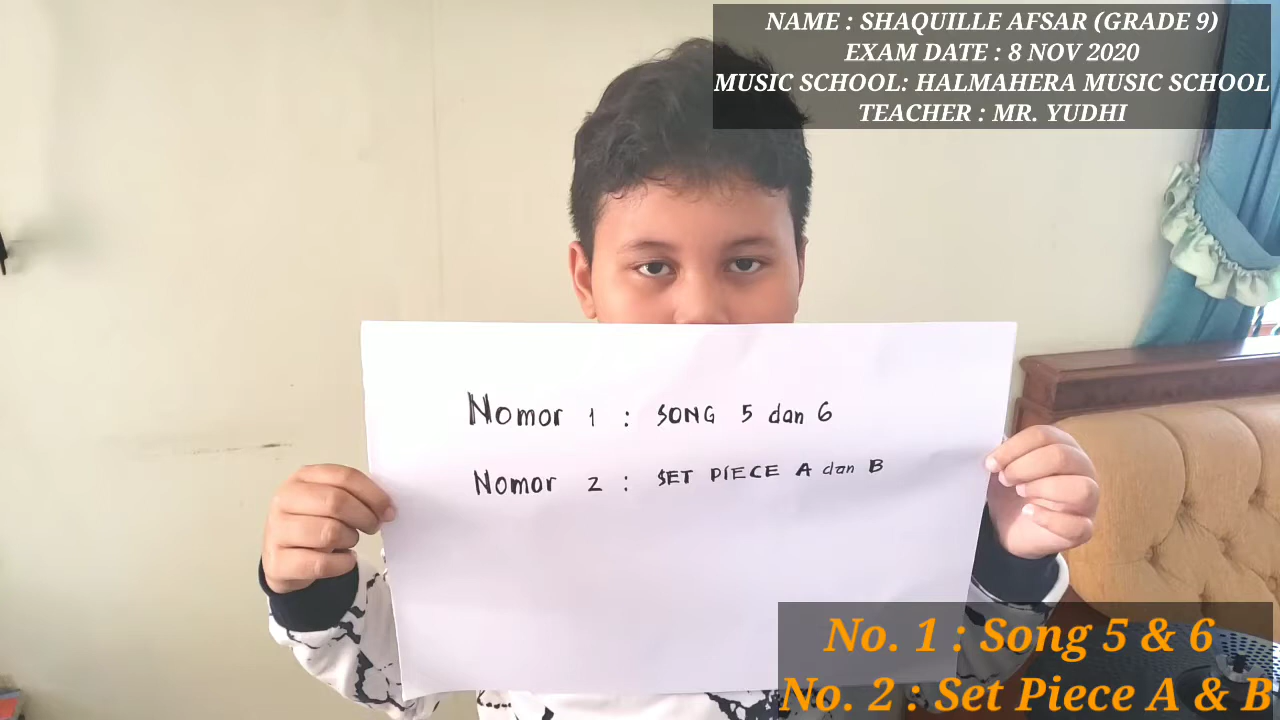 NAME : SHAQUILLE AFSAR (GRADE 9)
EXAM DATE : 8 NOV 2020
MUSIC SCHOOL: HALMAHERA MUSIC SCHOOL
TEACHER : MR. YUDHI
Nomor 1 : SONG 5 dan 6
Nomor 2 : SET PIECE A dan B
No. 1 : Song 5 & 6
No. 2 : Set Piece A & B